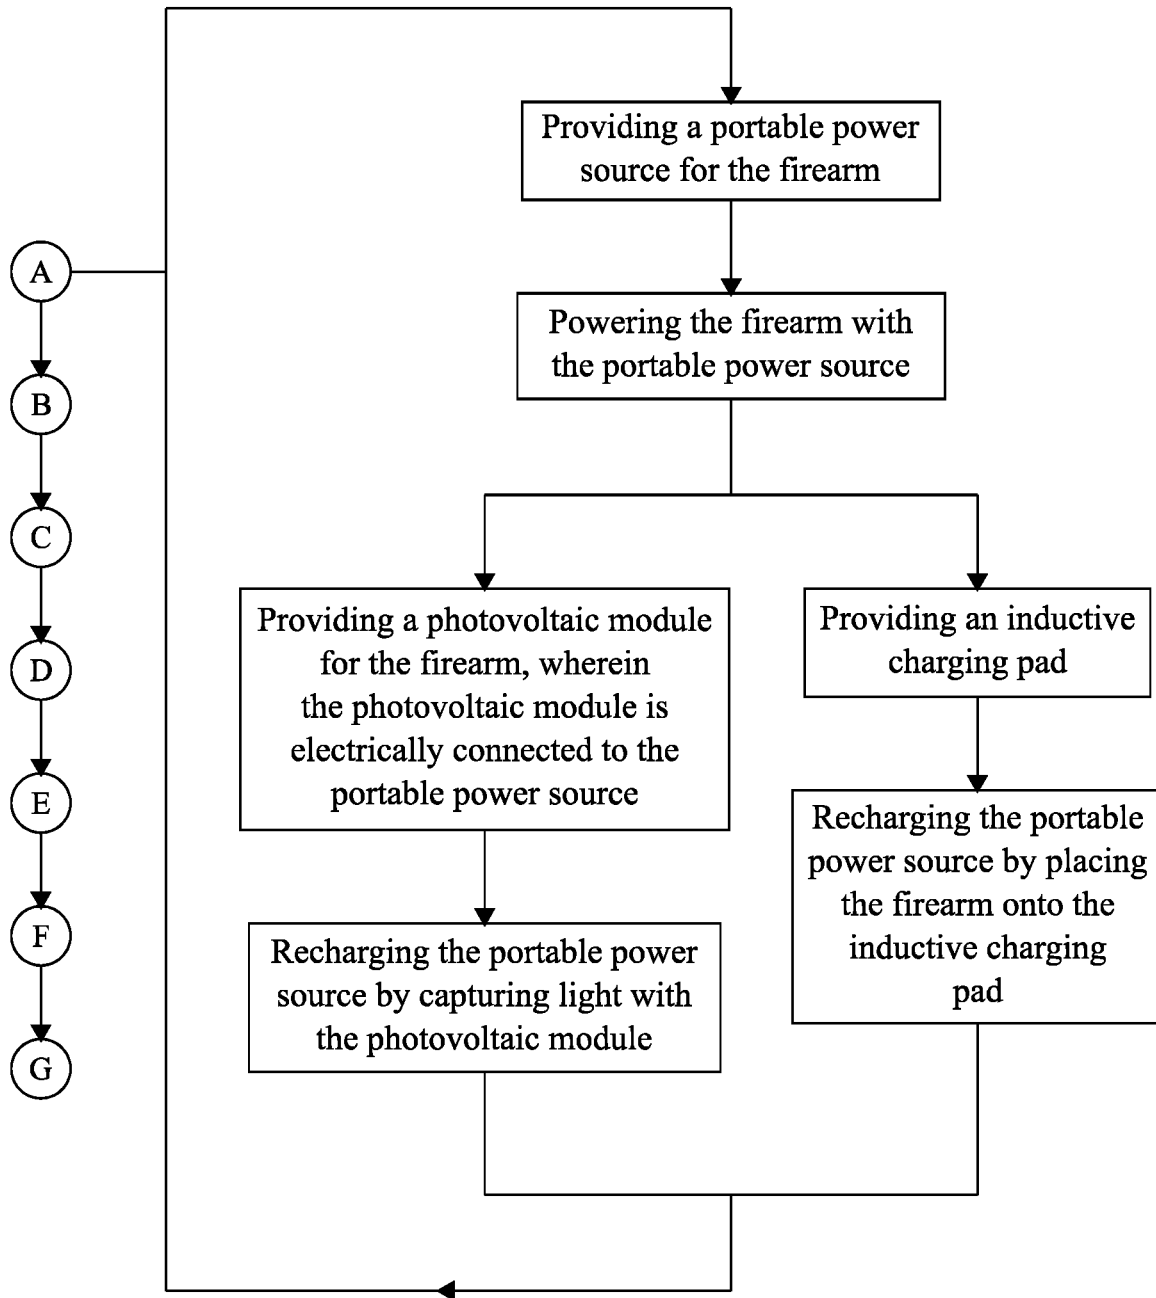 A
B
C
D
E
F
G
Providing a portable power
source for the firearm
Powering the firearm with
the portable power source
Providing a photovoltaic module
for the firearm, wherein
the photovoltaic module is
electrically connected to the
portable power source
Recharging the portable power
source by capturing light with
the photovoltaic module
Providing an inductive
charging pad
Recharging the portable
power source by placing
the firearm onto the
inductive charging
pad